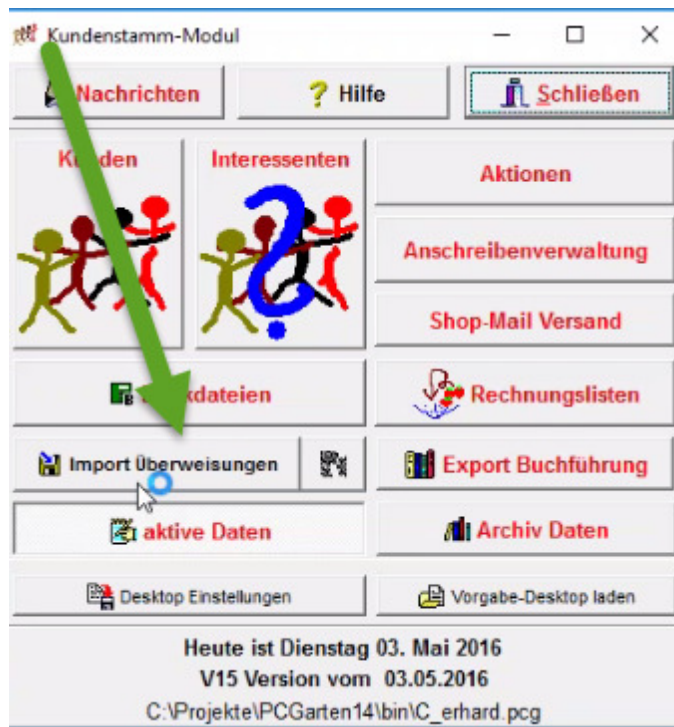 Kundenstamm-Modul
Nachrichten
Hilfe
Schließen
Interessenten
Aktionen
Anschreibenverwaltung
Shop-Mail Versand
Rechnungslisten
Import Überweisungen
Export Buchführung
aktive Daten
Archiv Daten
Desktop Einstellungen
Vorgabe-Desktop laden
Heute ist Dienstag 03. Mai 2016
V15 Version vom 03.05.2016
C:\Projekte\PCGarten14\bin\C_erhard.pcg